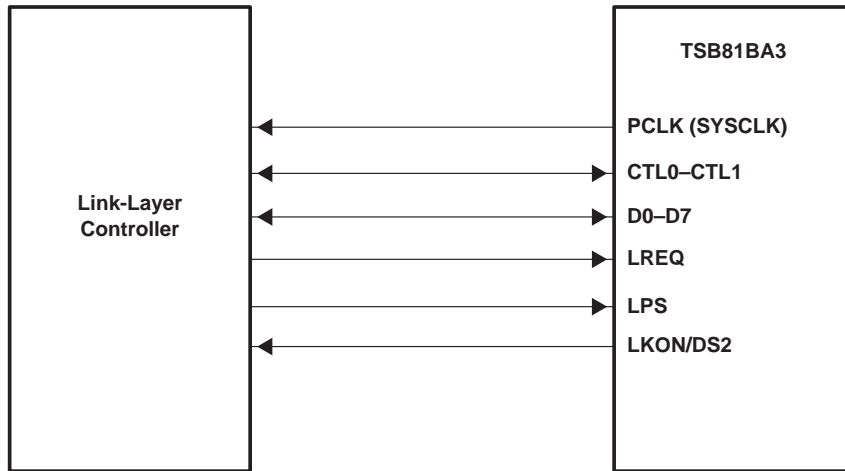 TSB81BA3
PCLK (SYSCLK)
CTL0–CTL1
Link-Layer
Controller
D0–D7
LREQ
LPS
LKON/DS2